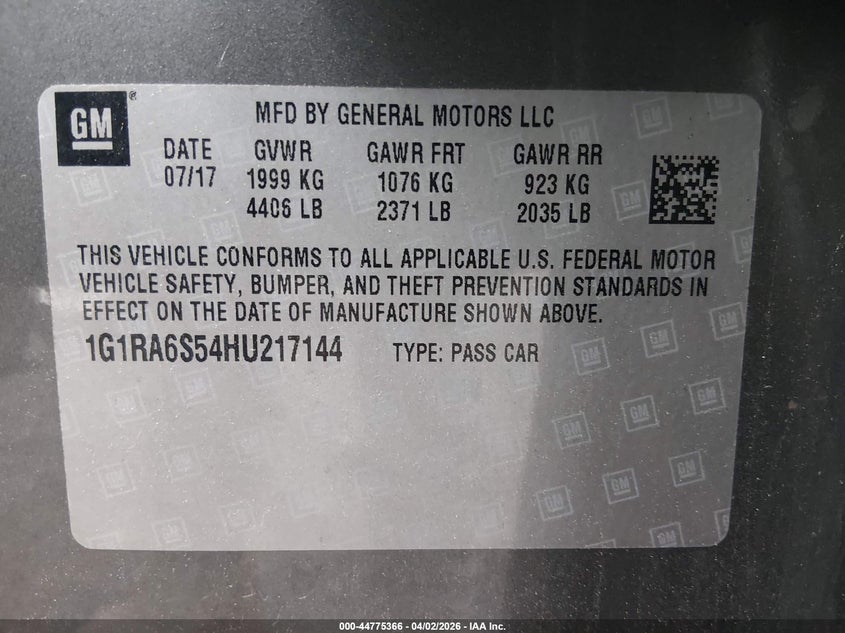 GM ®
MFD BY GENERAL MOTORS LLC
DATE GVWR GAWR FRT GAWR RR
07/17 1999 KG 1076 KG 923 KG
4406 LB 2371 LB 2035 LB
THIS VEHICLE CONFORMS TO ALL APPLICABLE U.S. FEDERAL MOTOR
VEHICLE SAFETY, BUMPER, AND THEFT PREVENTION STANDARDS IN
EFFECT ON THE DATE OF MANUFACTURE SHOWN ABOVE.
1G1RA6S54HU217144 TYPE: PASS CAR
000-44775366 - 04/02/2026 - IAA Inc.